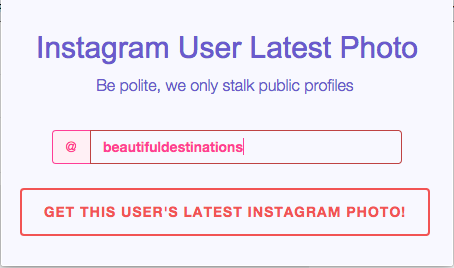 Instagram User Latest Photo
Be polite, we only stalk public profiles
@ beautifuldestinations
GET THIS USER'S LATEST INSTAGRAM PHOTO!